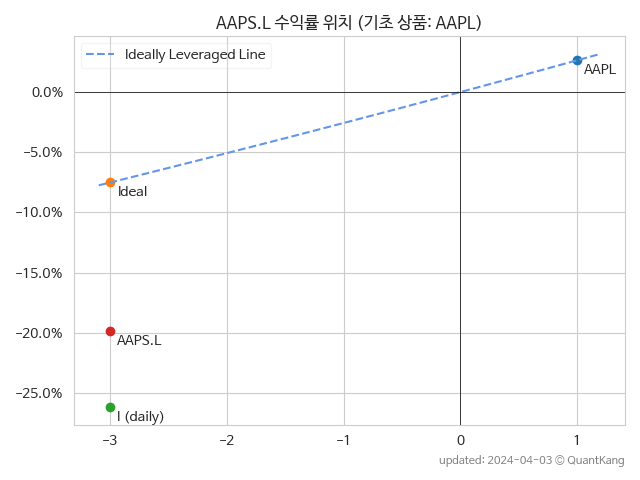 AAPS.L 수익률 위치 (기초 상품: AAPL)
Ideally Leveraged Line
AAPL
0.0%
−5.0%
Ideal
−10.0%
−15.0%
−20.0%
AAPS.L
−25.0%
I (daily)
−3
−2
−1
0
1
updated: 2024-04-03 © QuantKang